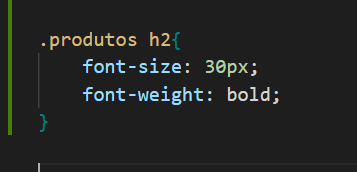 .produtos h2{
    font-size: 30px;
    font-weight: bold;
}